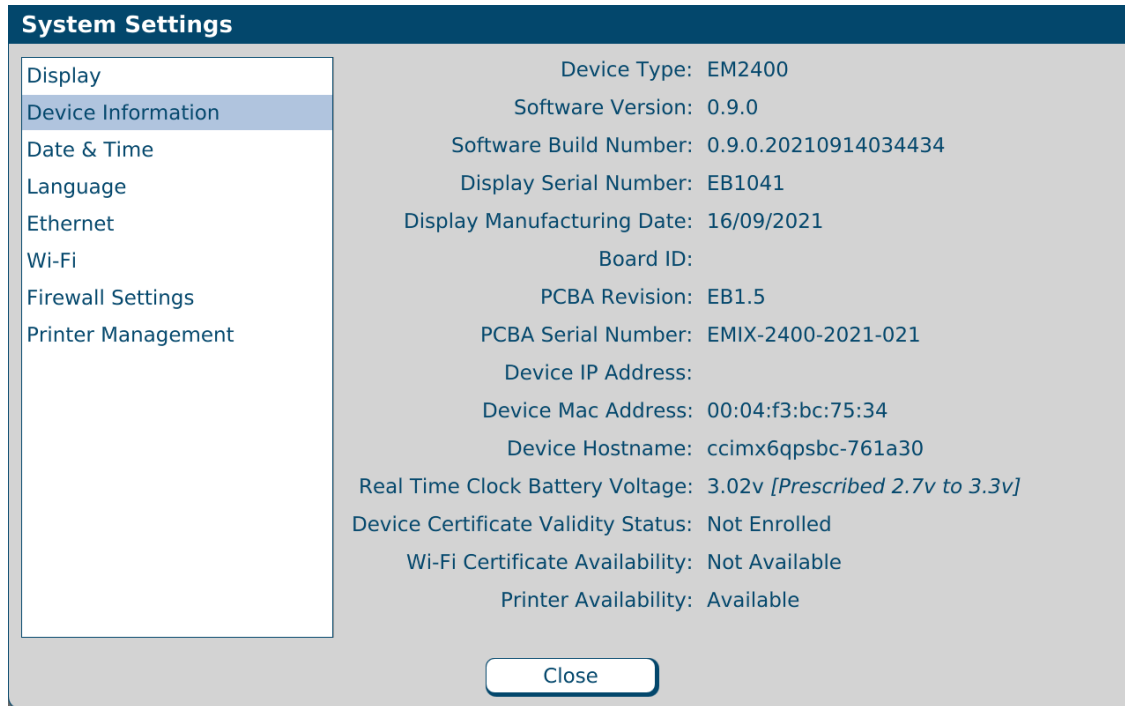 System Settings
Display
Device Information
Date & Time
Language
Ethernet
Wi-Fi
Firewall Settings
Printer Management
Device Type: EM2400
Software Version: 0.9.0
Software Build Number: 0.9.0.20210914034434
Display Serial Number: EB1041
Display Manufacturing Date: 16/09/2021
Board ID:
PCBA Revision: EB1.5
PCBA Serial Number: EMIX-2400-2021-021
Device IP Address:
Device Mac Address: 00:04:f3:bc:75:34
Device Hostname: ccimx6qpsbc-761a30
Real Time Clock Battery Voltage: 3.02v [Prescribed 2.7v to 3.3v]
Device Certificate Validity Status: Not Enrolled
Wi-Fi Certificate Availability: Not Available
Printer Availability: Available
Close